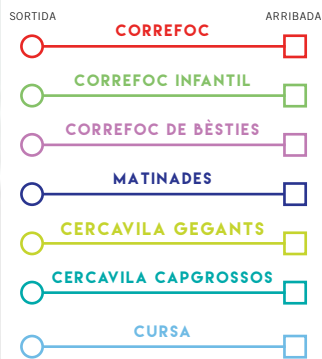 SORTIDA ARRIBADA
CORREFOC
CORREFOC INFANTIL
CORREFOC DE BÈSTIES
MATINADES
CERCAVILA GEGANTS
CERCAVILA CAPGROSSOS
CURSA